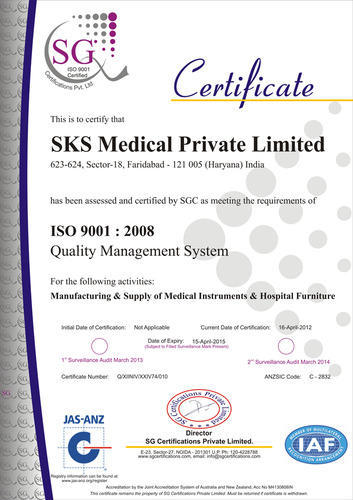 SG
ISO 9001
Certified
Certifications Pvt. Ltd.
Certificate
This is to certify that
SKS Medical Private Limited
623-624, Sector-18, Faridabad - 121 005 (Haryana) India
has been assessed and certified by SGC as meeting the requirements of
ISO 9001 : 2008
Quality Management System
For the following activities:
Manufacturing & Supply of Medical Instruments & Hospital Furniture
Initial Date of Certification: Not Applicable Current Date of Certification: 16-April-2012
Date of Expiry: 15-April-2015
(Subject to Filled Surveillance Mark Present)
1st Surveillance Audit March 2013 2nd Surveillance Audit March 2014
Certificate Number: Q/XIINIV/XXIV74/010 ANZSIC Code: C - 2832
SG Certifications Private Limited
JAS-ANZ
C
Director
SG Certifications Private Limited.
E-23, Sector-27, NOIDA - 201301 U.P. Ph: 120-4228788
www.sgcertifications.com, email: info@sgcertifications.com
MEMBER OF MULTILATERAL
RECOGNITION ARRANGEMENT
IAF
Registry information can be found at
www.jas-anz.org/register
SG
Accreditation by the Joint Accreditation System of Australia and New Zealand, Acc No M4130808IN
This certificate remains the property of SG Certifications Private Limited. Must be returned if certificate is withdrawn.